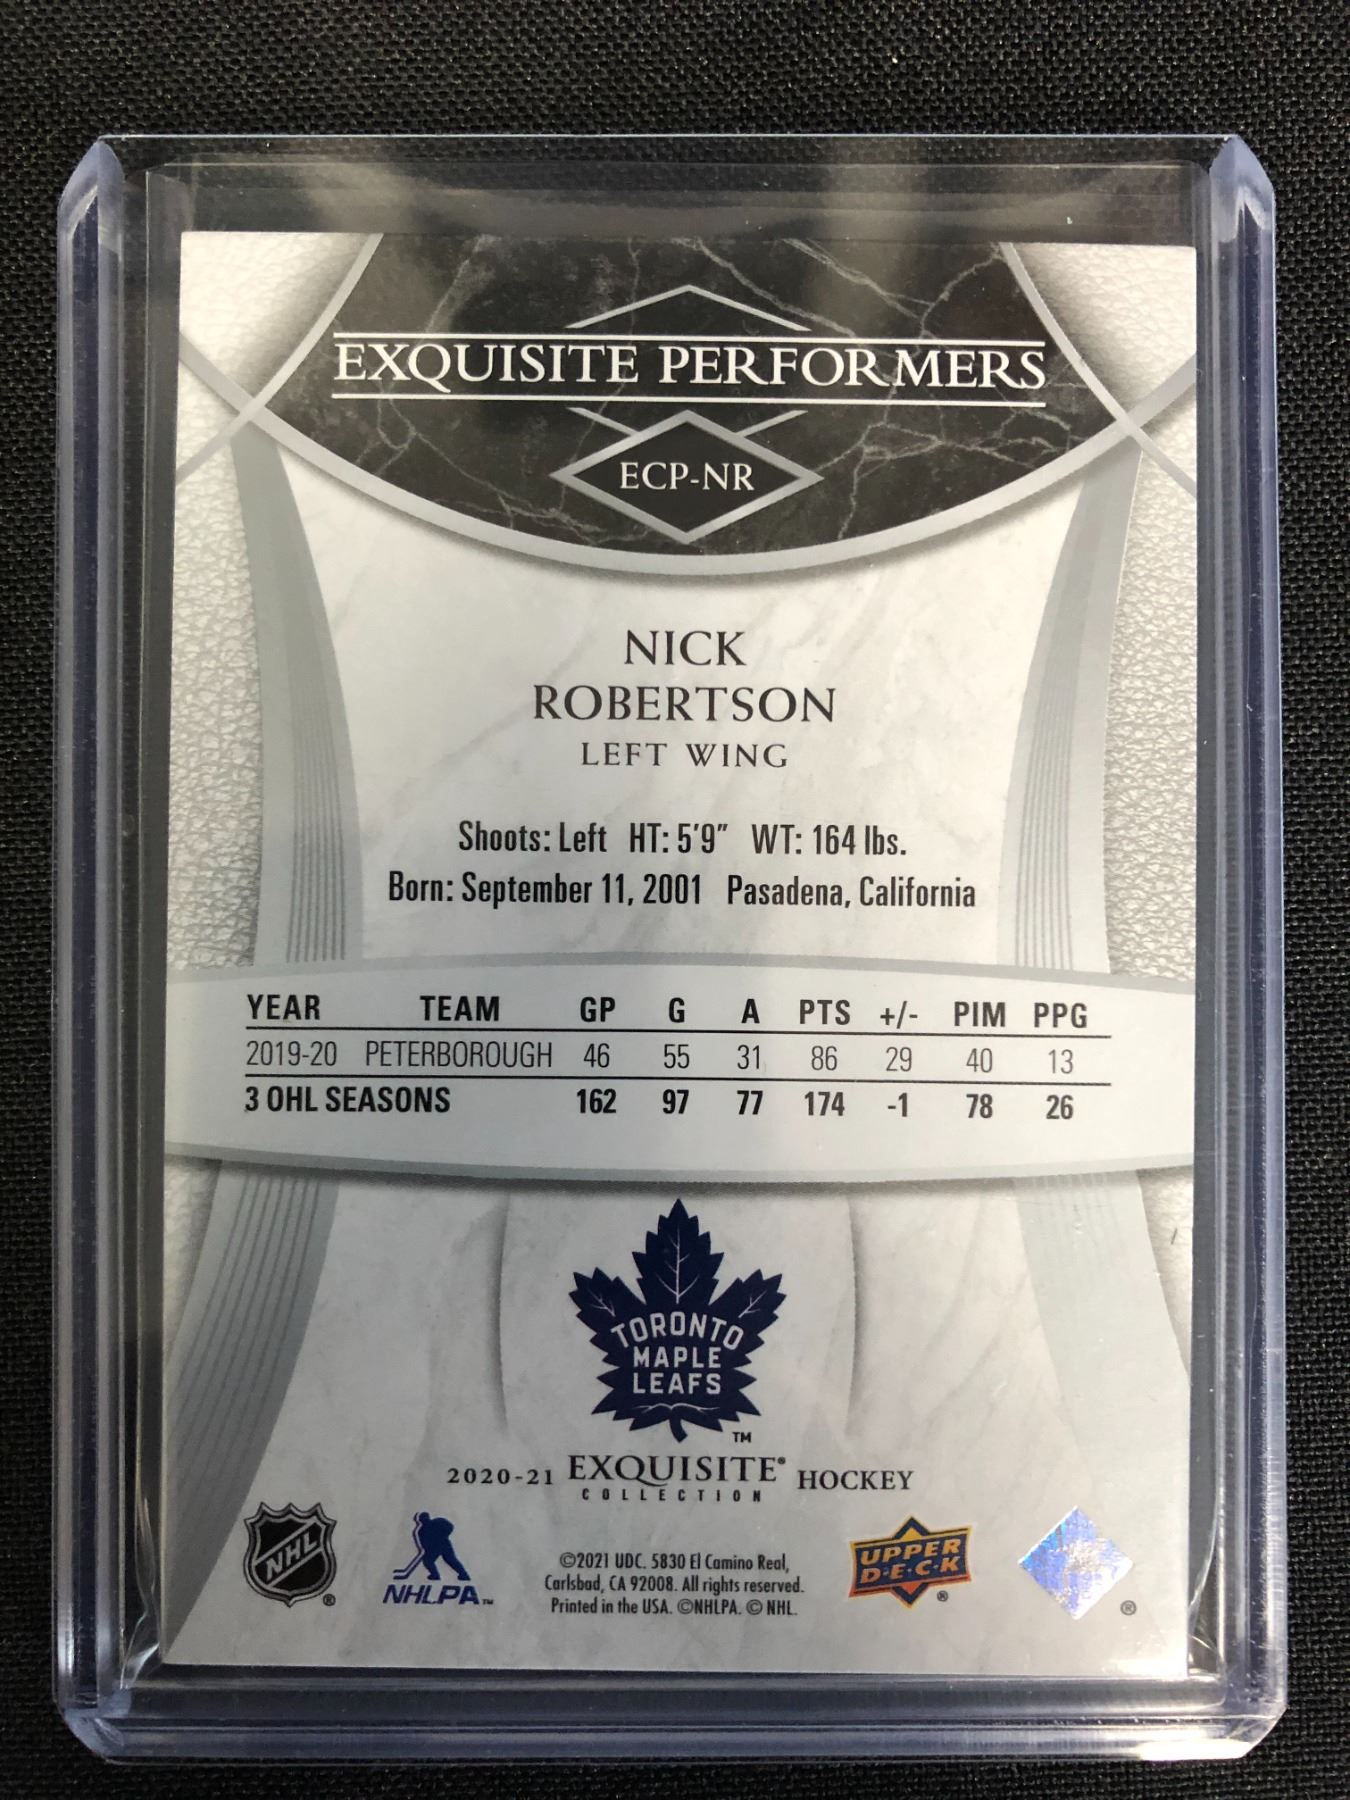 EXQUISITE PERFORMERS
ECP-NR
NICK
ROBERTSON
LEFT WING
Shoots: Left HT: 5'9" WT: 164 lbs.
Born: September 11, 2001 Pasadena, California
YEAR TEAM GP G A PTS +/- PIM PPG
2019-20 PETERBOROUGH 46 55 31 86 29 40 13
3 OHL SEASONS 162 97 77 174 -1 78 26
TORONTO
MAPLE
LEAFS
TM
2020-21 EXQUISITE® HOCKEY
COLLECTION
NHL ®
NHLPA™
©2021 UDC. 5830 El Camino Real,
Carlsbad, CA 92008. All rights reserved.
Printed in the USA. ©NHLPA. © NHL.
UPPER
D·E·C·K
®
®